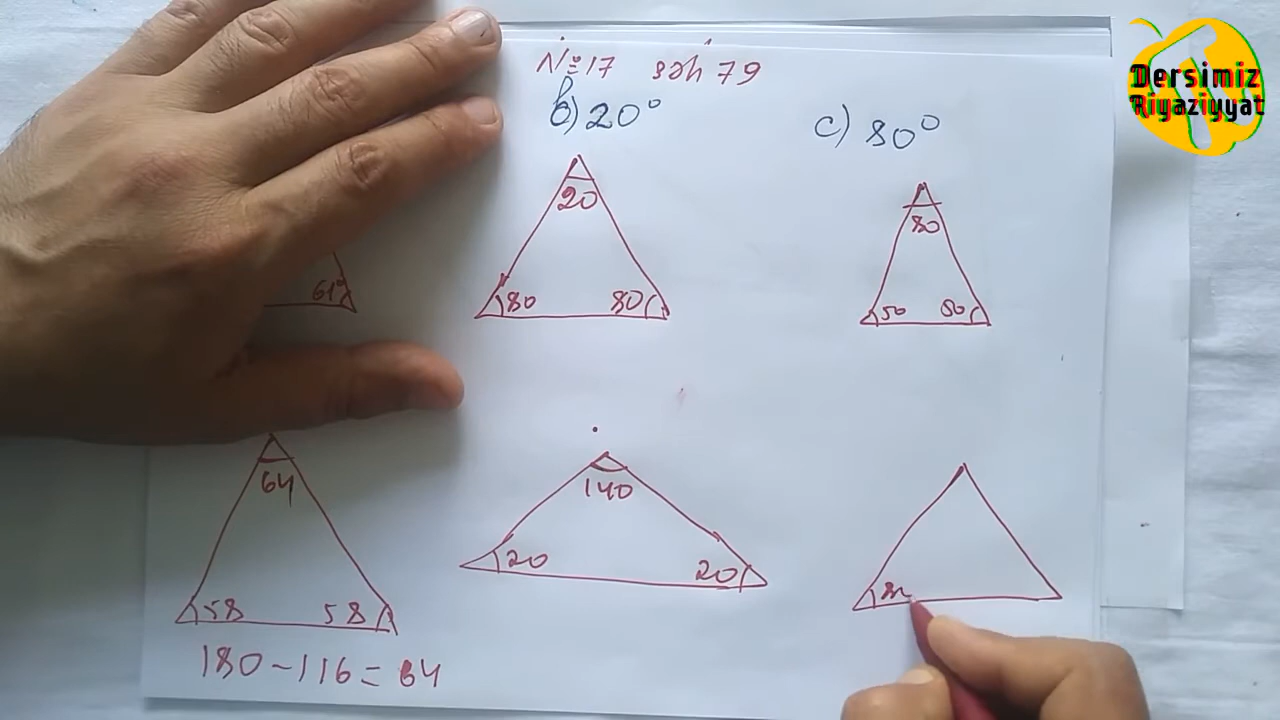 №17 səh 79
Dersimiz
Riyaziyyat
b) 20°
c) 80°
20
80
80 80
50 50
61°
64
140
20 20
58 58
180-116=64